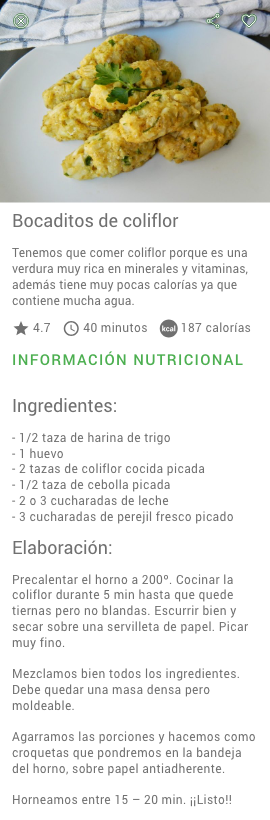 Bocaditos de coliflor
Tenemos que comer coliflor porque es una
verdura muy rica en minerales y vitaminas,
además tiene muy pocas calorías ya que
contiene mucha agua.
4.7 40 minutos kcal 187 calorías
INFORMACIÓN NUTRICIONAL
Ingredientes:
- 1/2 taza de harina de trigo
- 1 huevo
- 2 tazas de coliflor cocida picada
- 1/2 taza de cebolla picada
- 2 o 3 cucharadas de leche
- 3 cucharadas de perejil fresco picado
Elaboración:
Precalentar el horno a 200º. Cocinar la
coliflor durante 5 min hasta que quede
tiernas pero no blandas. Escurrir bien y
secar sobre una servilleta de papel. Picar
muy fino.
Mezclamos bien todos los ingredientes.
Debe quedar una masa densa pero
moldeable.
Agarramos las porciones y hacemos como
croquetas que pondremos en la bandeja
del horno, sobre papel antiadherente.
Horneamos entre 15 – 20 min. ¡¡Listo!!